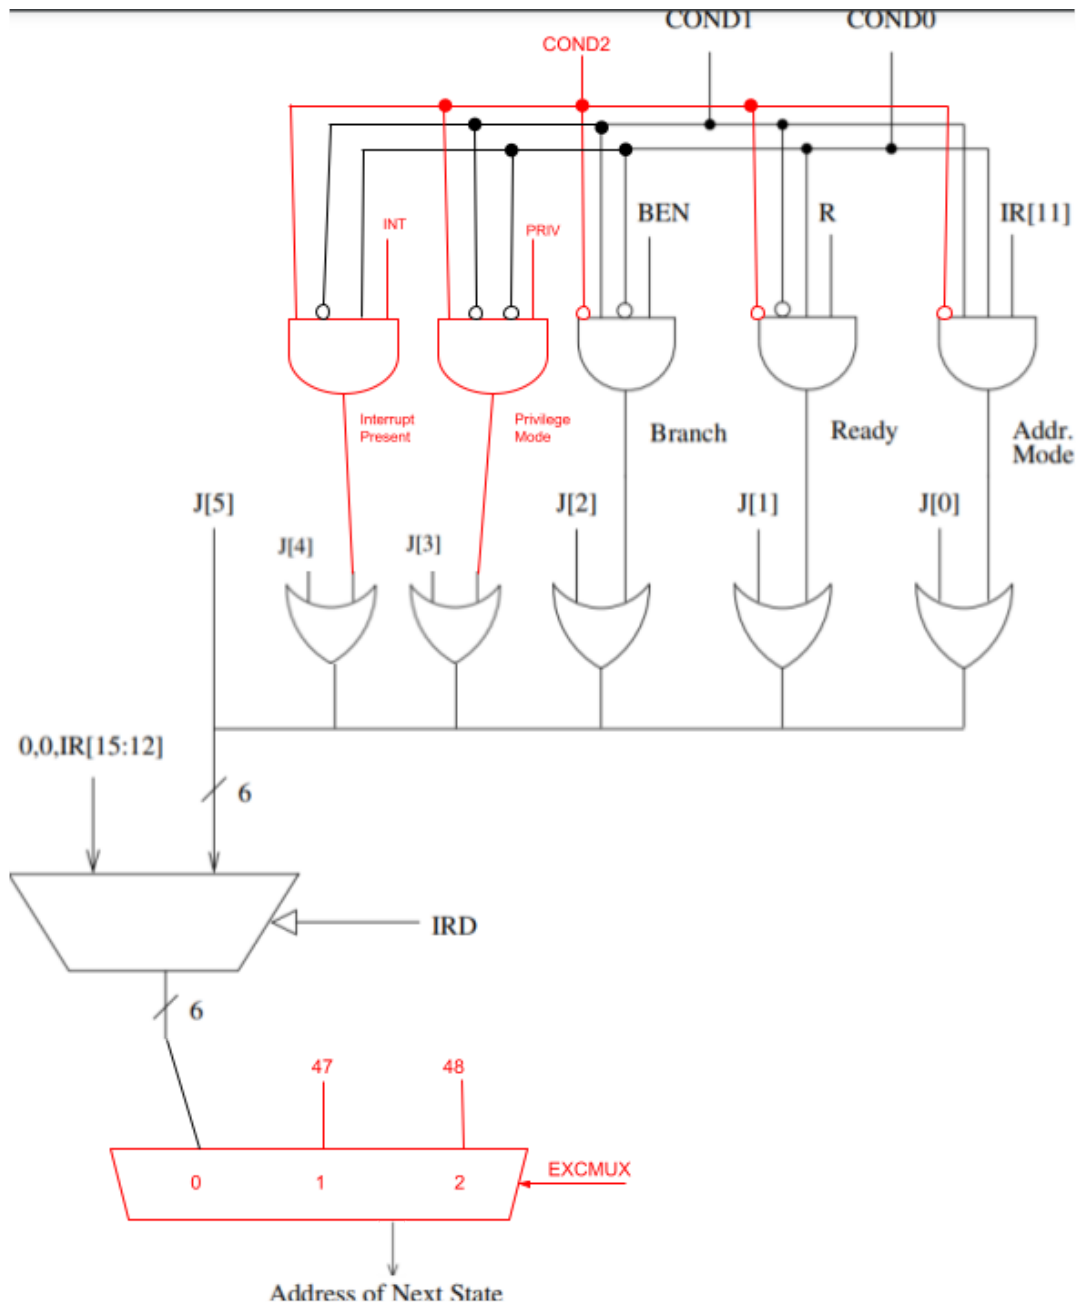 COND1
COND0
COND2
BEN
R
IR[11]
INT
PRIV
Interrupt
Present
Privilege
Mode
Branch
Ready
Addr.
Mode
J[5]
J[4]
J[3]
J[2]
J[1]
J[0]
0,0,IR[15:12]
6
IRD
6
47
48
0
1
2
EXCMUX
Address of Next State